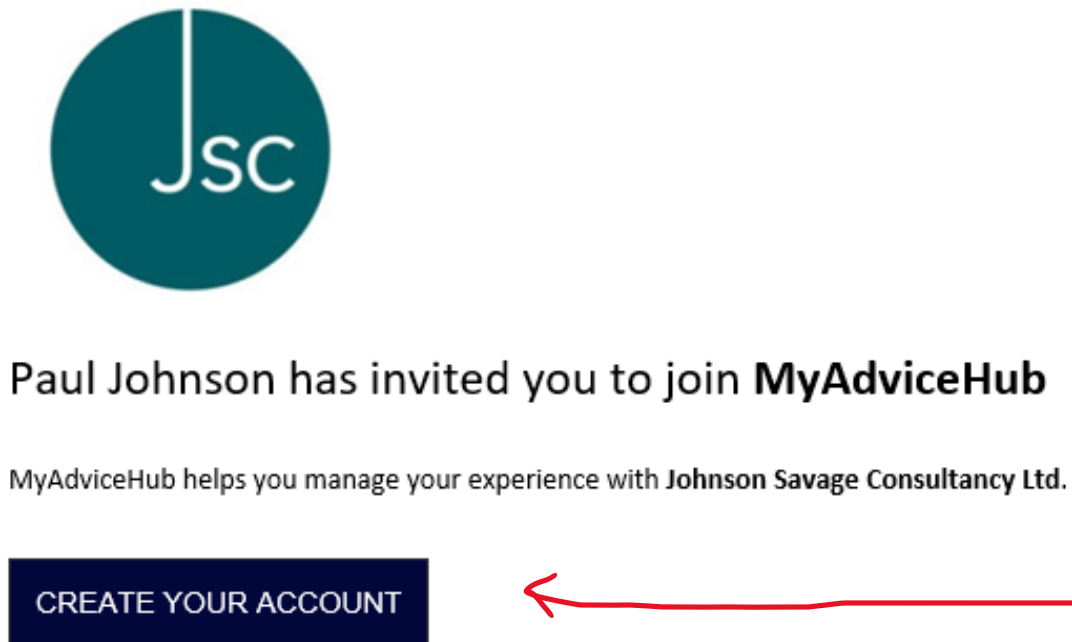 Jsc
Paul Johnson has invited you to join MyAdviceHub
MyAdviceHub helps you manage your experience with Johnson Savage Consultancy Ltd.
CREATE YOUR ACCOUNT